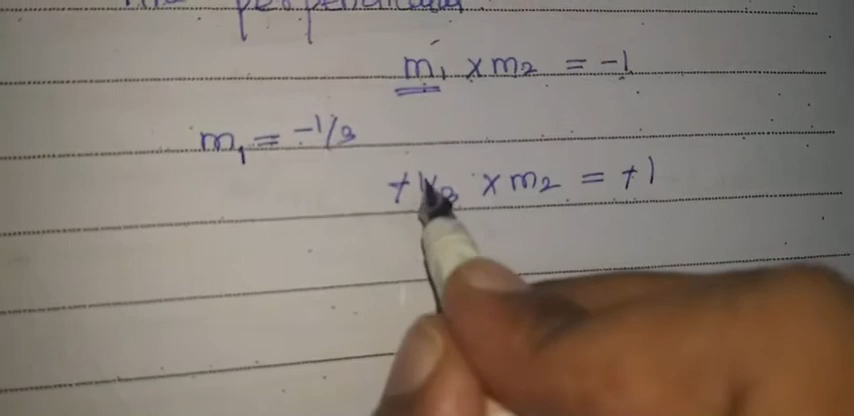 m₁ × m₂ = -1
m₁ = -1/3
+1/3 × m₂ = +1